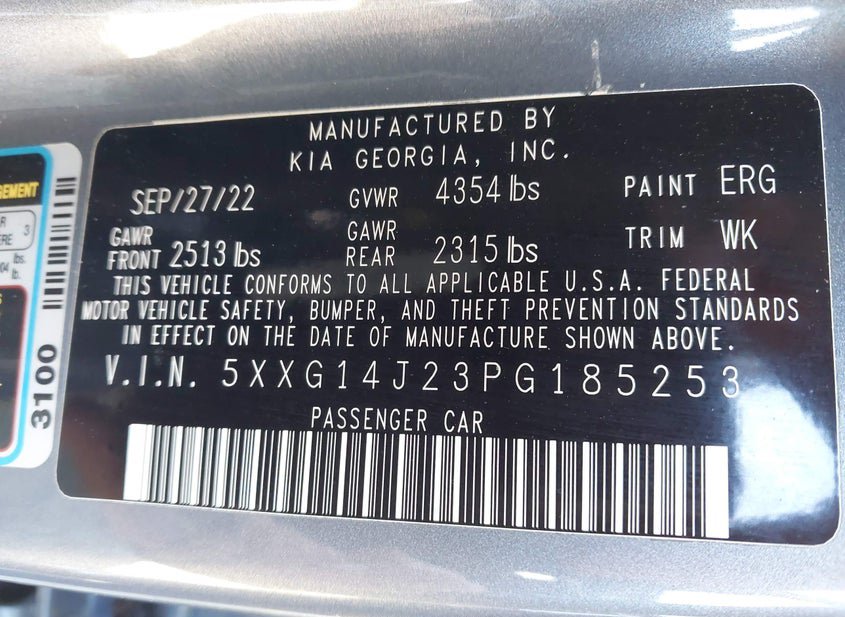 MANUFACTURED BY
KIA GEORGIA, INC.
SEP/27/22 GVWR 4354 lbs PAINT ERG
GAWR FRONT 2513 lbs GAWR REAR 2315 lbs TRIM WK
THIS VEHICLE CONFORMS TO ALL APPLICABLE U.S.A. FEDERAL
MOTOR VEHICLE SAFETY, BUMPER, AND THEFT PREVENTION STANDARDS
IN EFFECT ON THE DATE OF MANUFACTURE SHOWN ABOVE.
V.I.N. 5XXG14J23PG185253
PASSENGER CAR
3100